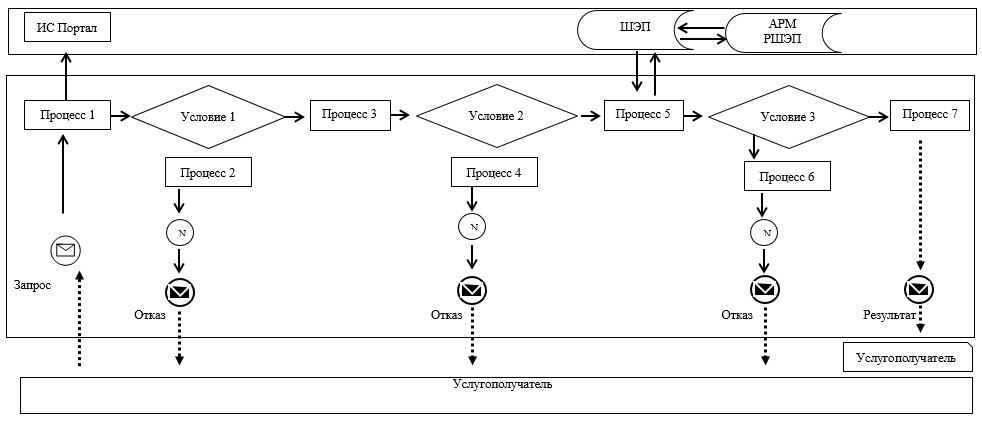 ИС Портал
ШЭП
АРМ
РШЭП
Процесс 1
Условие 1
Процесс 3
Условие 2
Процесс 5
Условие 3
Процесс 7
Процесс 2
Процесс 4
Процесс 6
N
N
N
Запрос
Отказ
Отказ
Отказ
Результат
Услугополучатель
Услугополучатель